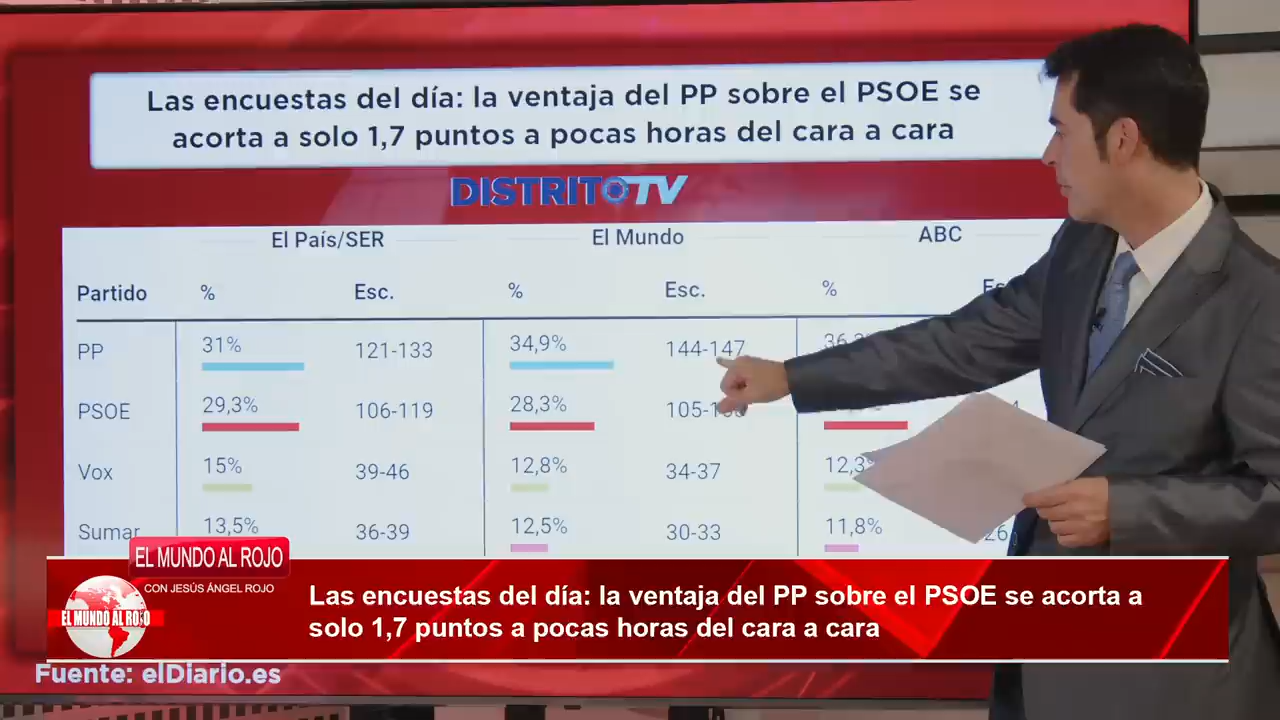 Las encuestas del día: la ventaja del PP sobre el PSOE se
acorta a solo 1,7 puntos a pocas horas del cara a cara
DISTRITOTV
El País/SER El Mundo ABC
Partido % Esc. % Esc. %
PP 31% 121-133 34,9% 144-147
PSOE 29,3% 106-119 28,3%
Vox 15% 39-46 12,8% 34-37
Sumar 13,5% 36-39 12,5% 30-33 11,8%
EL MUNDO AL ROJO
CON JESÚS ÁNGEL ROJO
EL MUNDO AL ROJO
Las encuestas del día: la ventaja del PP sobre el PSOE se acorta a
solo 1,7 puntos a pocas horas del cara a cara
Fuente: elDiario.es